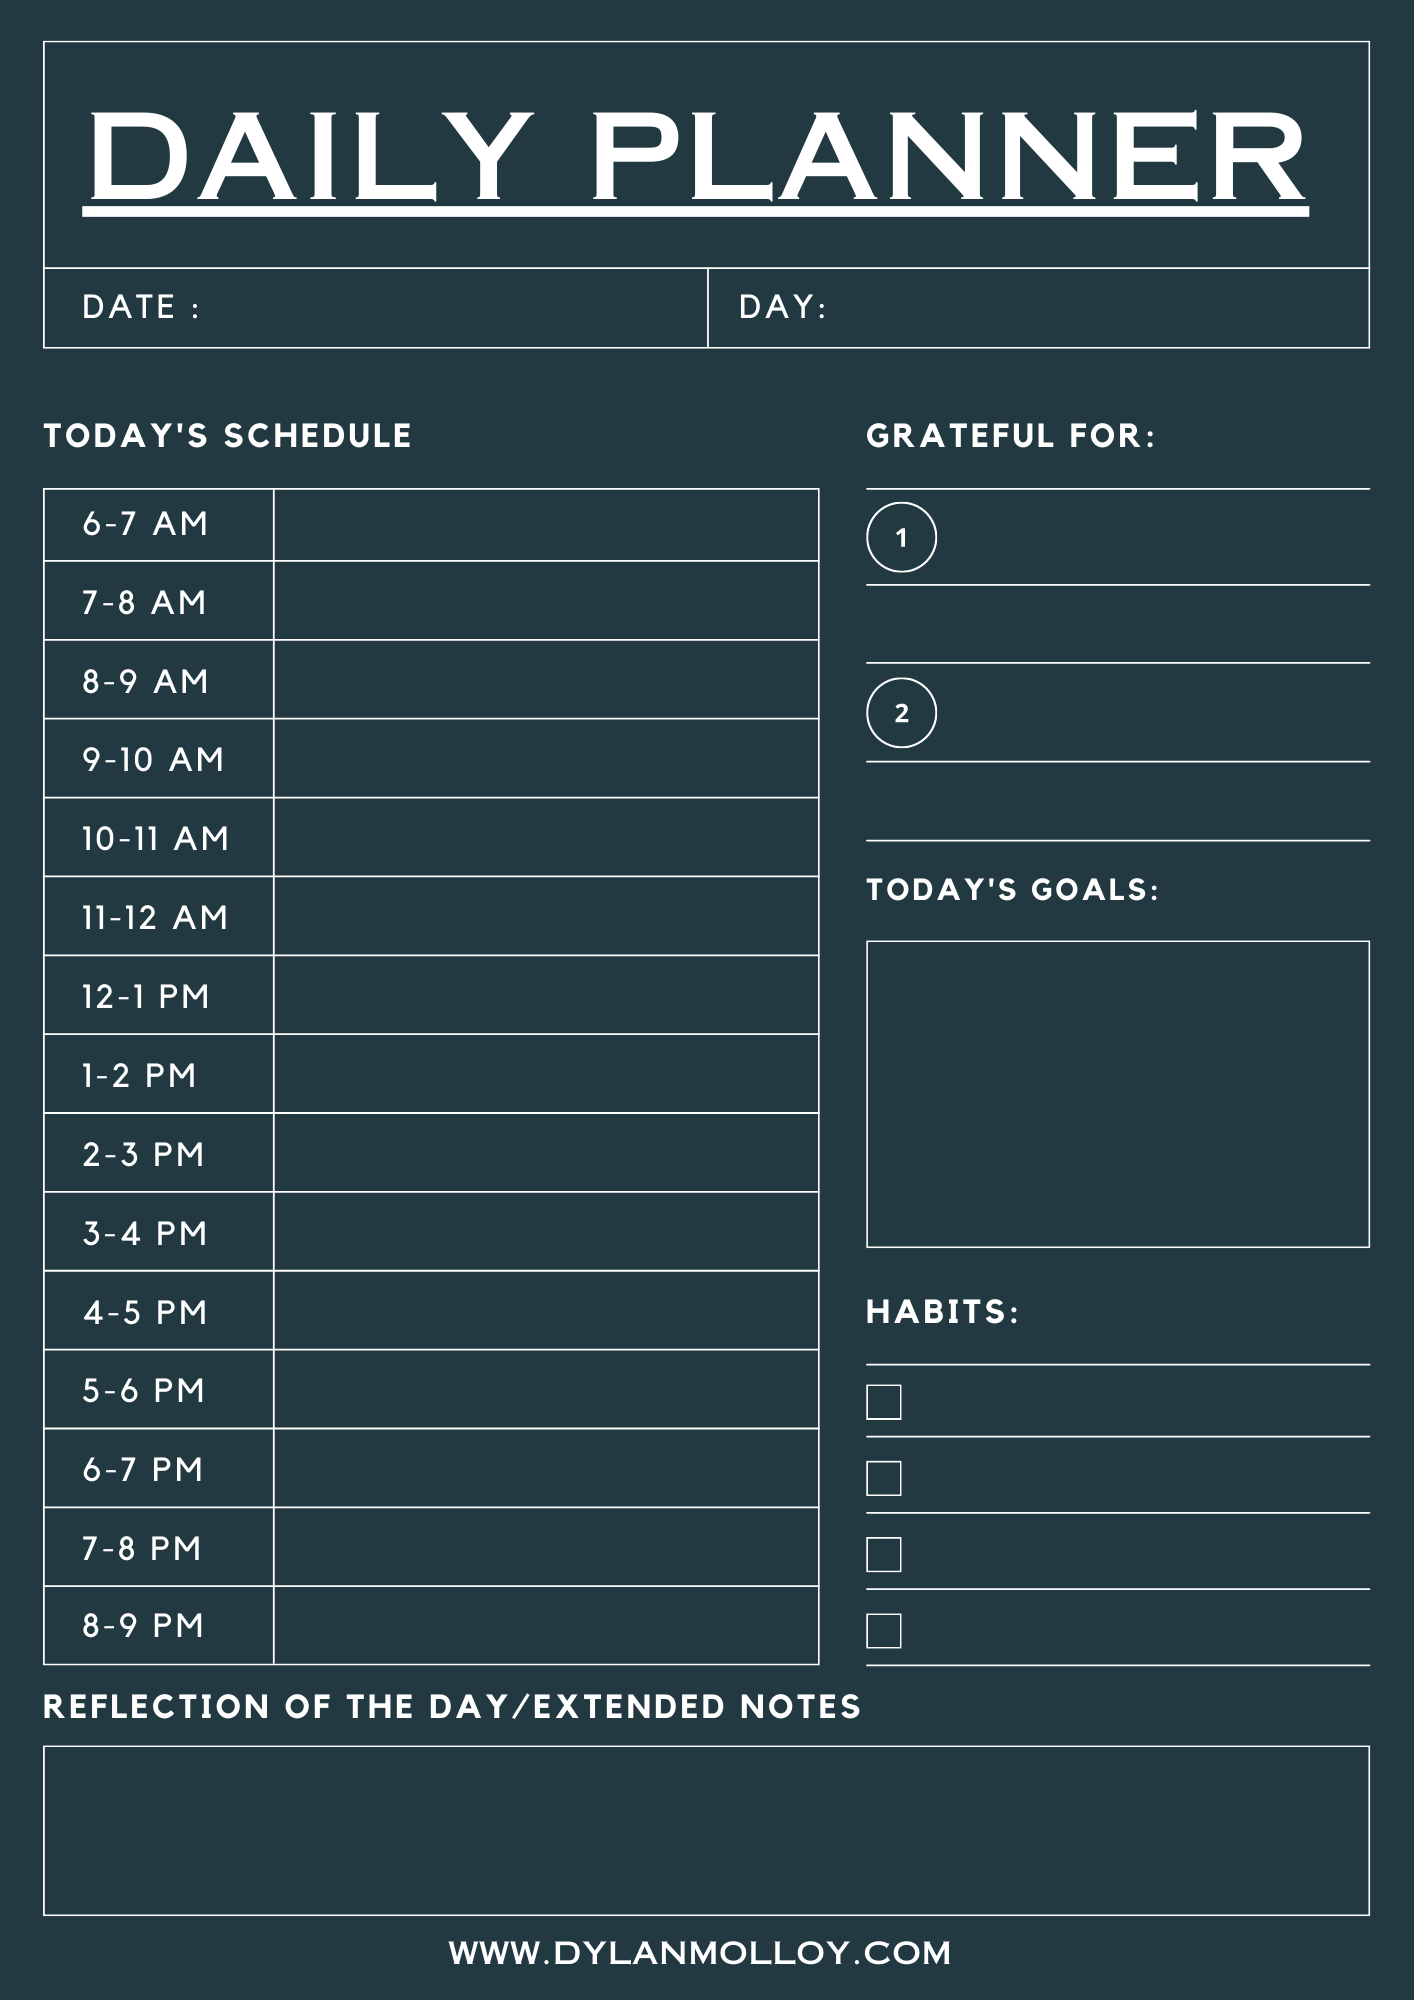 DAILY PLANNER
DATE :
DAY:
TODAY'S SCHEDULE
6-7 AM
7-8 AM
8-9 AM
9-10 AM
10-11 AM
11-12 AM
12-1 PM
1-2 PM
2-3 PM
3-4 PM
4-5 PM
5-6 PM
6-7 PM
7-8 PM
8-9 PM
GRATEFUL FOR:
1
2
TODAY'S GOALS:
HABITS:
REFLECTION OF THE DAY/EXTENDED NOTES
WWW.DYLANMOLLOY.COM